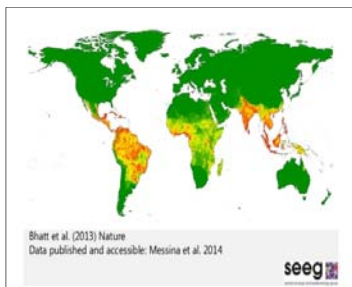 Bhatt et al. (2013) Nature
Data published and accessible: Messina et al. 2014
seeg